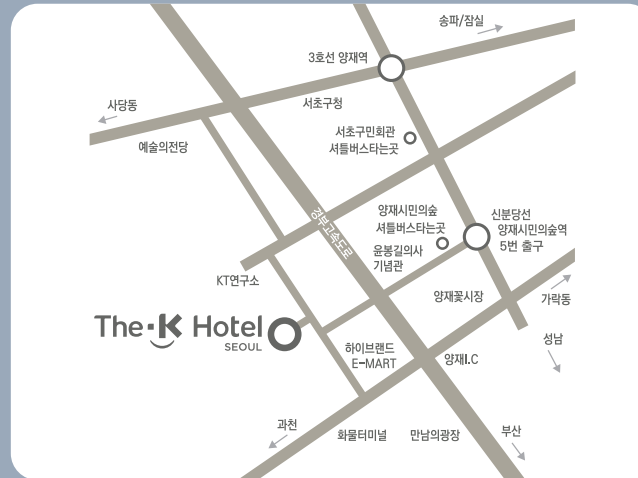 송파/잠실
3호선 양재역
사당동
서초구청
예술의전당
서초구민회관
셔틀버스타는곳
경부고속도로
양재시민의숲
셔틀버스타는곳
신분당선
양재시민의숲역
5번 출구
윤봉길의사
기념관
KT연구소
양재꽃시장
가락동
The·K Hotel
SEOUL
하이브랜드
E-MART
양재I.C
성남
과천
화물터미널
만남의광장
부산